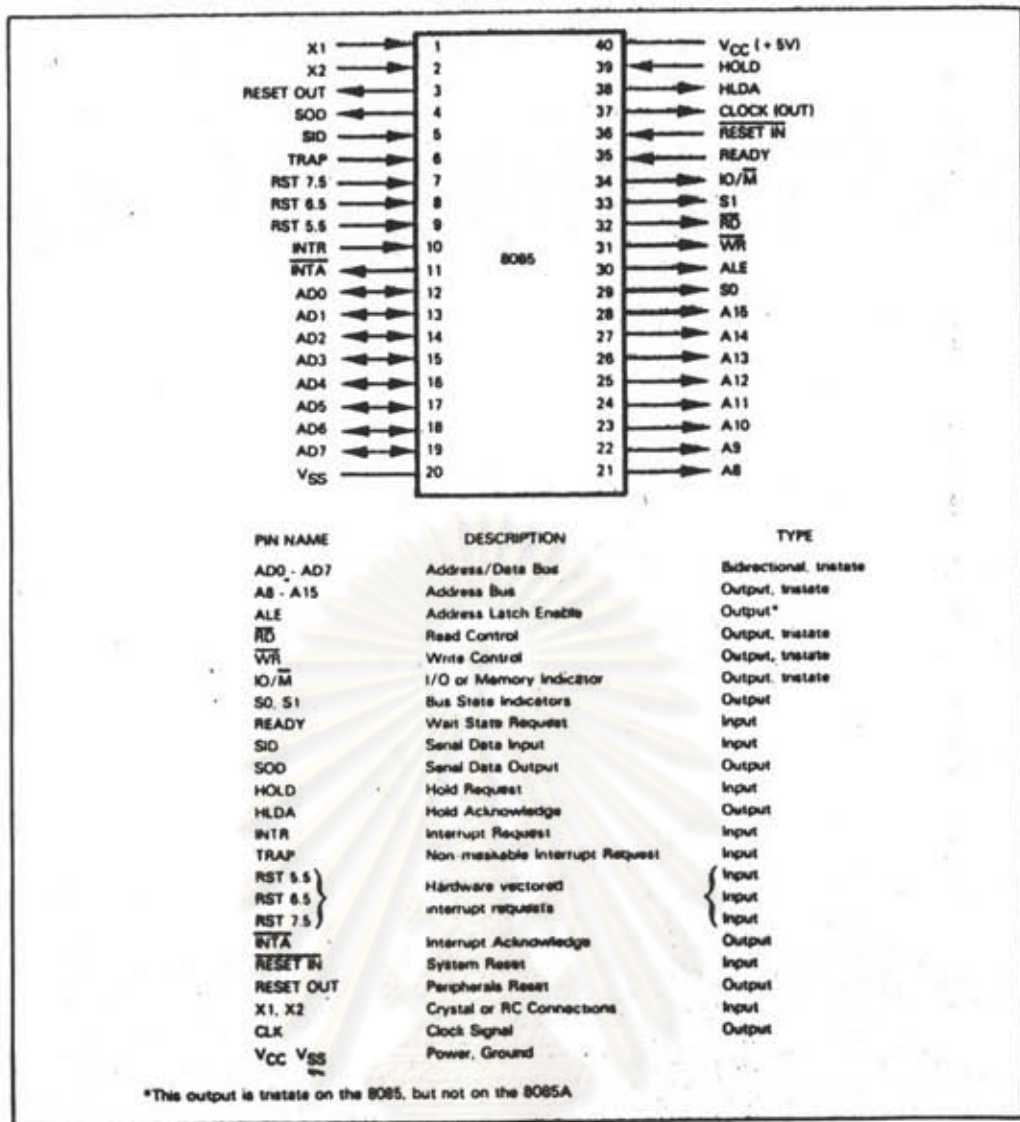 X1 1 40 VCC (+ 5V)
X2 2 39 HOLD
RESET OUT 3 38 HLDA
SOD 4 37 CLOCK (OUT)
SID 5 36 RESET IN
TRAP 6 35 READY
RST 7.5 7 34 IO/M
RST 6.5 8 33 S1
RST 5.5 9 32 RD
INTR 10 31 WR
INTA 11 8085 30 ALE
AD0 12 29 S0
AD1 13 28 A15
AD2 14 27 A14
AD3 15 26 A13
AD4 16 25 A12
AD5 17 24 A11
AD6 18 23 A10
AD7 19 22 A9
VSS 20 21 A8
PIN NAME DESCRIPTION TYPE
AD0 - AD7 Address/Data Bus Bidirectional, tristate
A8 - A15 Address Bus Output, tristate
ALE Address Latch Enable Output*
RD Read Control Output, tristate
WR Write Control Output, tristate
IO/M I/O or Memory Indicator Output, tristate
S0, S1 Bus State Indicators Output
READY Wait State Request Input
SID Serial Data Input Input
SOD Serial Data Output Output
HOLD Hold Request Input
HLDA Hold Acknowledge Output
INTR Interrupt Request Input
TRAP Non-maskable Interrupt Request Input
RST 5.5 Input
RST 6.5 Hardware vectored interrupt requests Input
RST 7.5 Input
INTA Interrupt Acknowledge Output
RESET IN System Reset Input
RESET OUT Peripherals Reset Output
X1, X2 Crystal or RC Connections Input
CLK Clock Signal Output
VCC VSS Power, Ground
*This output is tristate on the 8085, but not on the 8085A